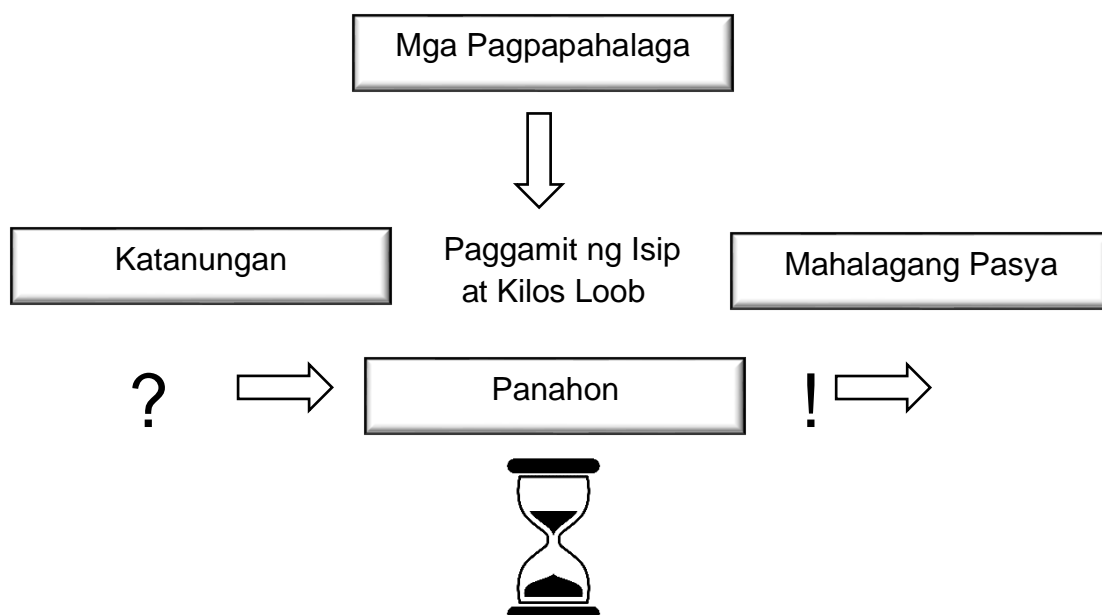 Mga Pagpapahalaga
Katanungan
Paggamit ng Isip
at Kilos Loob
Mahalagang Pasya
?
Panahon
!